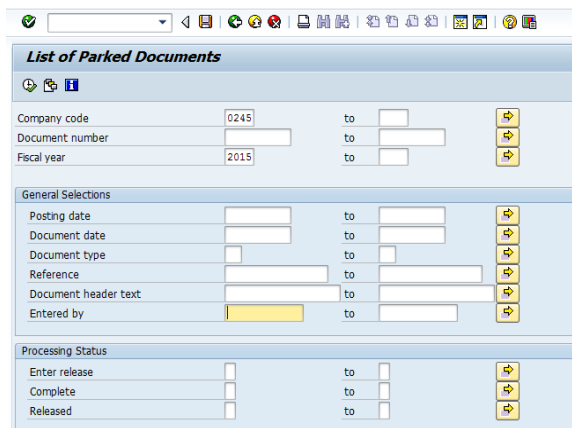 List of Parked Documents
Company code 0245 to
Document number to
Fiscal year 2015 to
General Selections
Posting date to
Document date to
Document type to
Reference to
Document header text to
Entered by to
Processing Status
Enter release to
Complete to
Released to